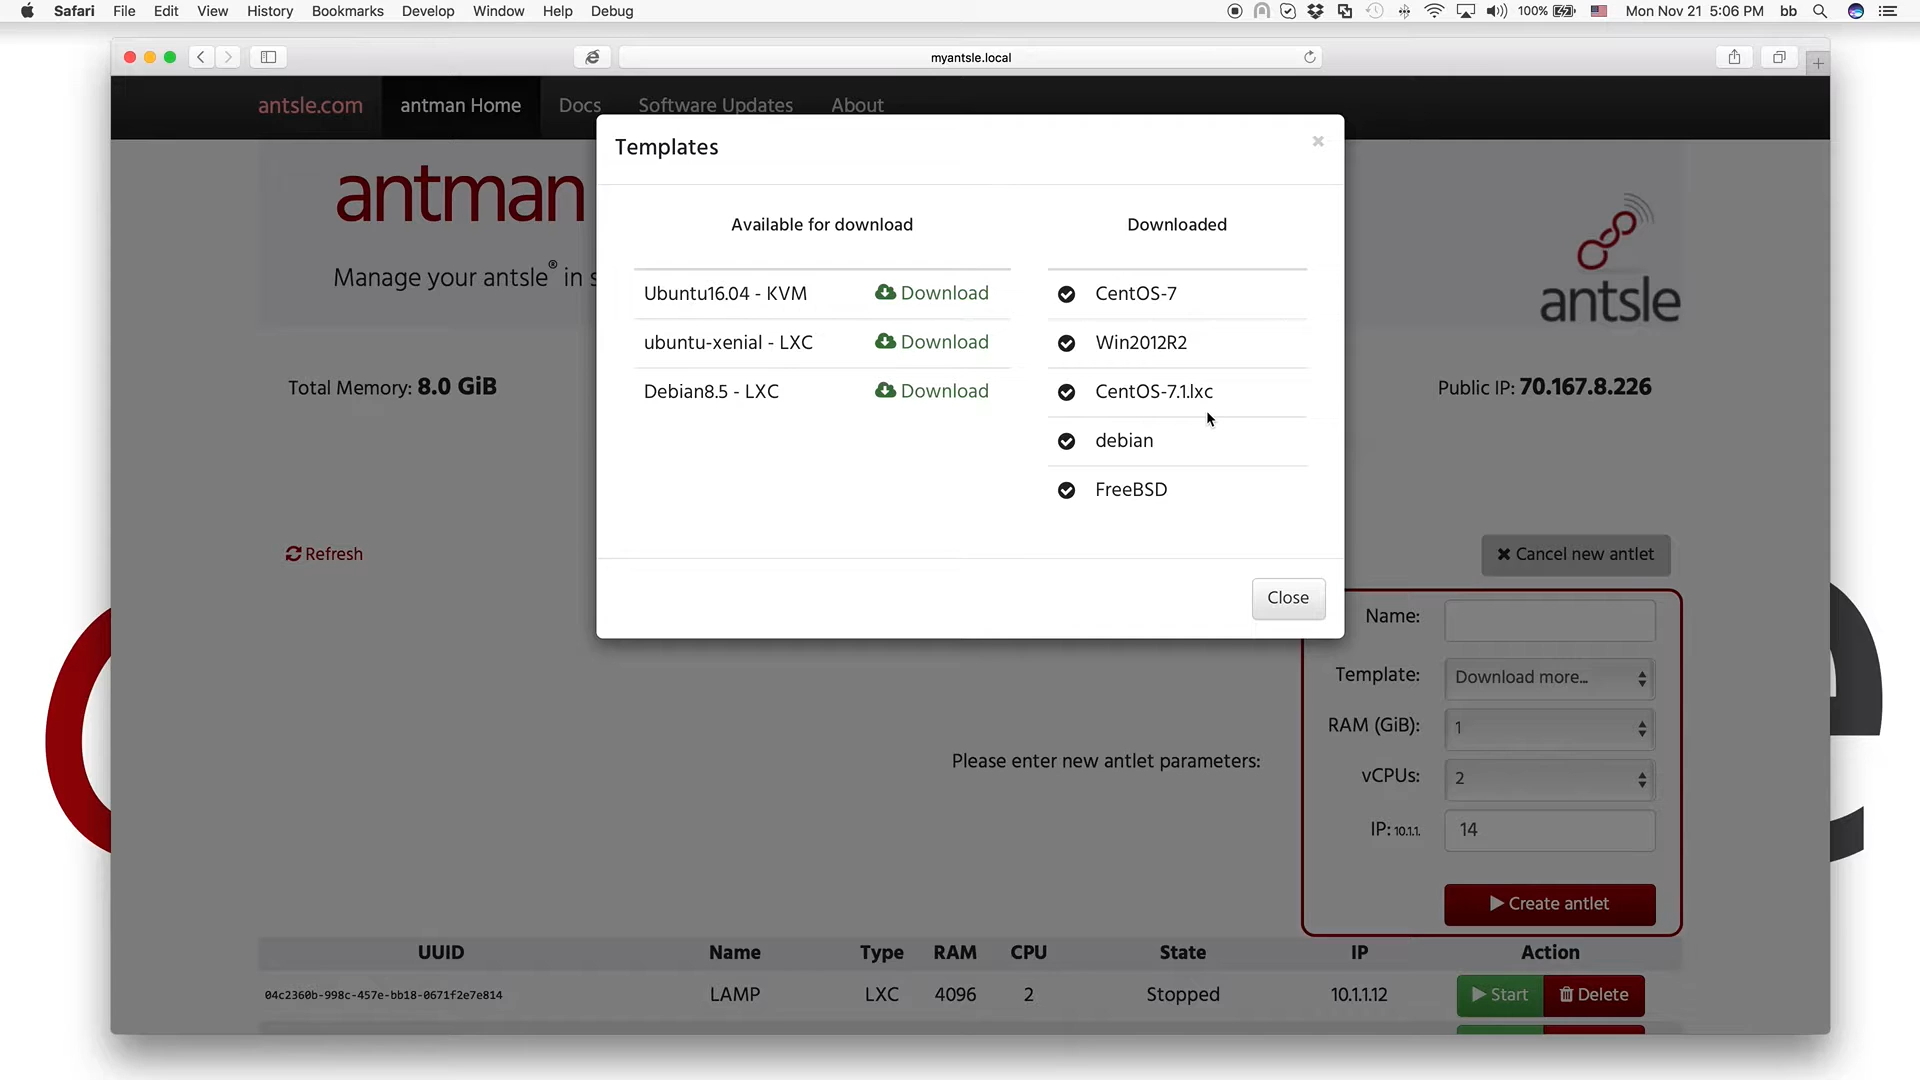 Safari File Edit View History Bookmarks Develop Window Help Debug 100% Mon Nov 21 5:06 PM bb
myantsle.local
antsle.com antman Home Docs Software Updates About
Templates ×
antman
Manage your antsle® in s
antsle
Available for download Downloaded
Ubuntu16.04 - KVM Download CentOS-7
ubuntu-xenial - LXC Download Win2012R2
Debian8.5 - LXC Download CentOS-7.1.lxc
debian
FreeBSD
Close
Total Memory: 8.0 GiB Public IP: 70.167.8.226
Refresh Cancel new antlet
Please enter new antlet parameters:
Name:
Template: Download more...
RAM (GiB): 1
vCPUs: 2
IP: 10.1.1. 14
Create antlet
UUID Name Type RAM CPU State IP Action
04c2360b-998c-457e-bb18-0671f2e7e814 LAMP LXC 4096 2 Stopped 10.1.1.12 Start Delete